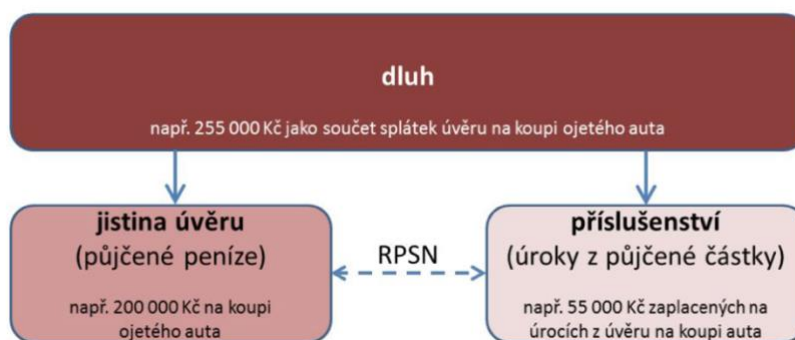 dluh
např. 255 000 Kč jako součet splátek úvěru na koupi ojetého auta
jistina úvěru
(půjčené peníze)
např. 200 000 Kč na koupi
ojetého auta
RPSN
příslušenství
(úroky z půjčené částky)
např. 55 000 Kč zaplacených na
úrocích z úvěru na koupi auta